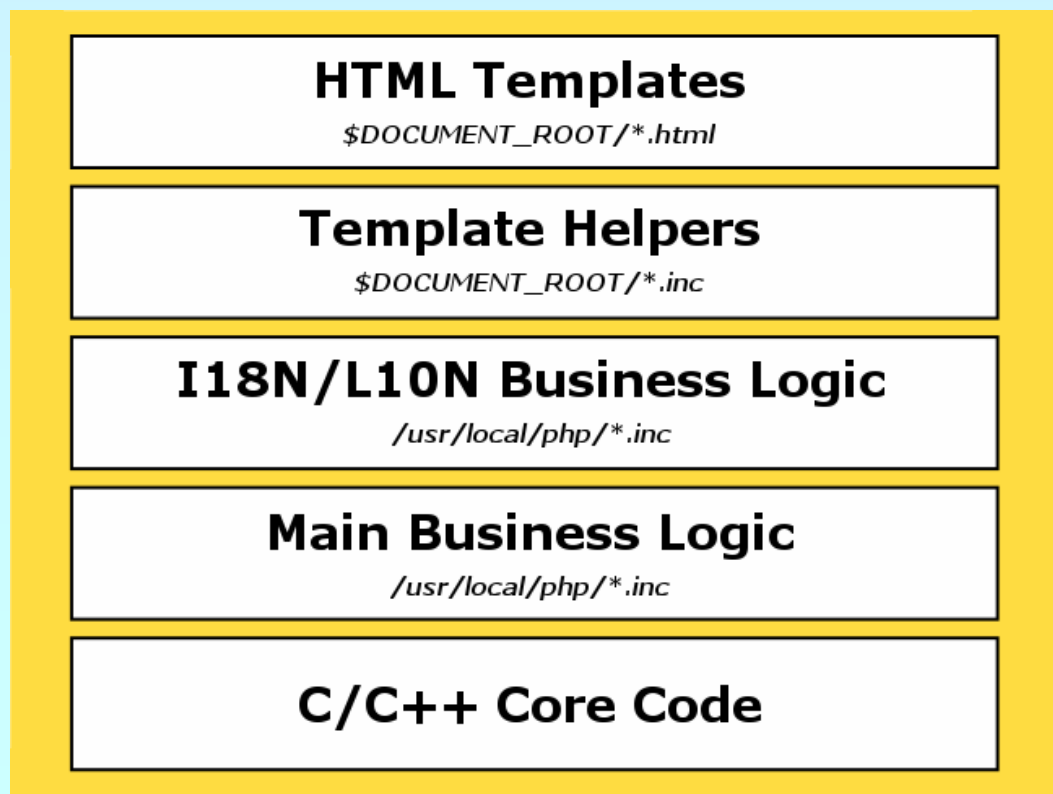 HTML Templates
$DOCUMENT_ROOT/*.html
Template Helpers
$DOCUMENT_ROOT/*.inc
I18N/L10N Business Logic
/usr/local/php/*.inc
Main Business Logic
/usr/local/php/*.inc
C/C++ Core Code